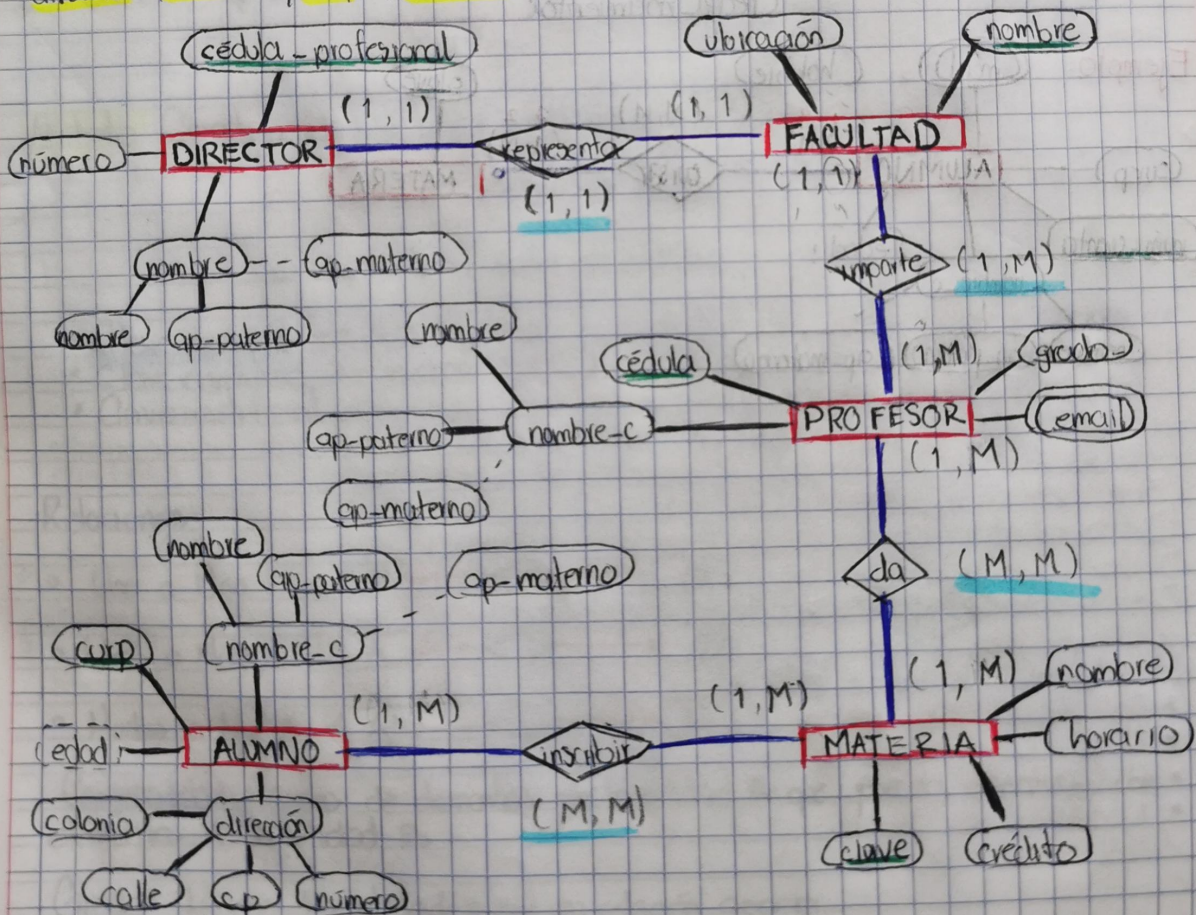 cédula_profesional
ubicación
nombre
(1, 1)
(1, 1)
número
DIRECTOR
representa
FACULTAD
(1, 1)
(1, 1)
nombre
ap-materno
imparte
(1, M)
nombre
ap-paterno
nombre
cédula
(1, M)
grado
ap-paterno
nombre-c
PROFESOR
email
(1, M)
ap-materno
nombre
ap-paterno
ap-materno
da
(M, M)
curp
nombre-c
(1, M)
(1, M)
(1, M)
nombre
edad
ALUMNO
inscribir
MATERIA
horario
colonia
dirección
(M, M)
clave
crédito
calle
cp
número